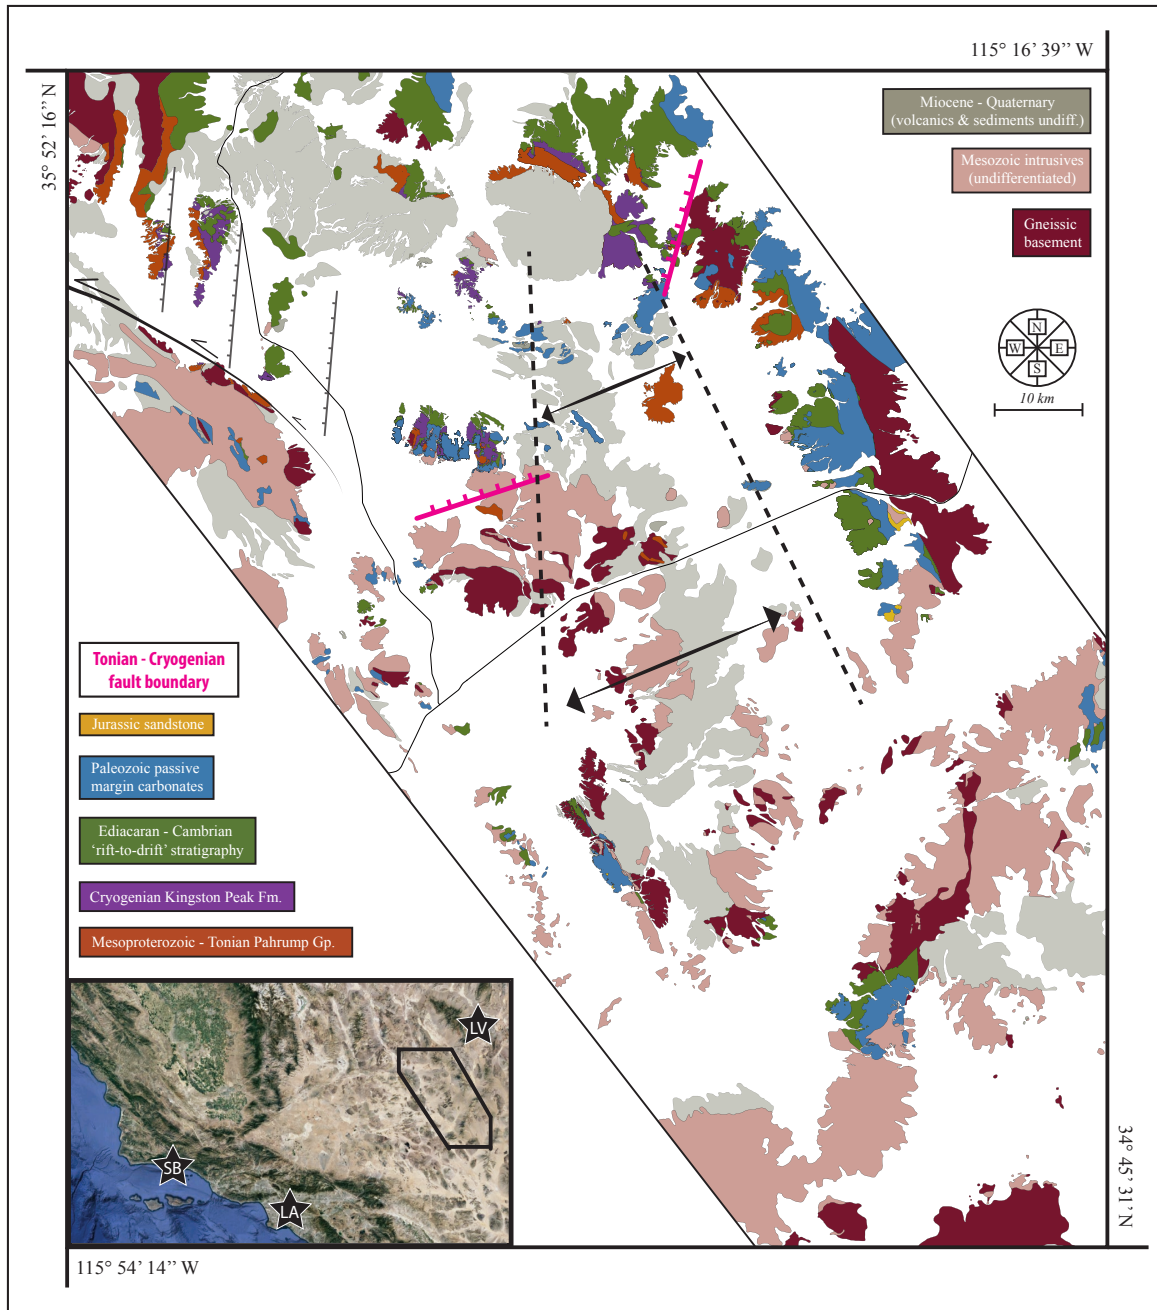 115° 16' 39'' W
35° 52' 16'' N
Miocene - Quaternary
(volcanics & sediments undiff.)
Mesozoic intrusives
(undifferentiated)
Gneissic
basement
N
W E
S
10 km
Tonian - Cryogenian
fault boundary
Jurassic sandstone
Paleozoic passive
margin carbonates
Ediacaran - Cambrian
‘rift-to-drift’ stratigraphy
Cryogenian Kingston Peak Fm.
Mesoproterozoic - Tonian Pahrump Gp.
LV
SB
LA
34° 45' 31'' N
115° 54' 14'' W